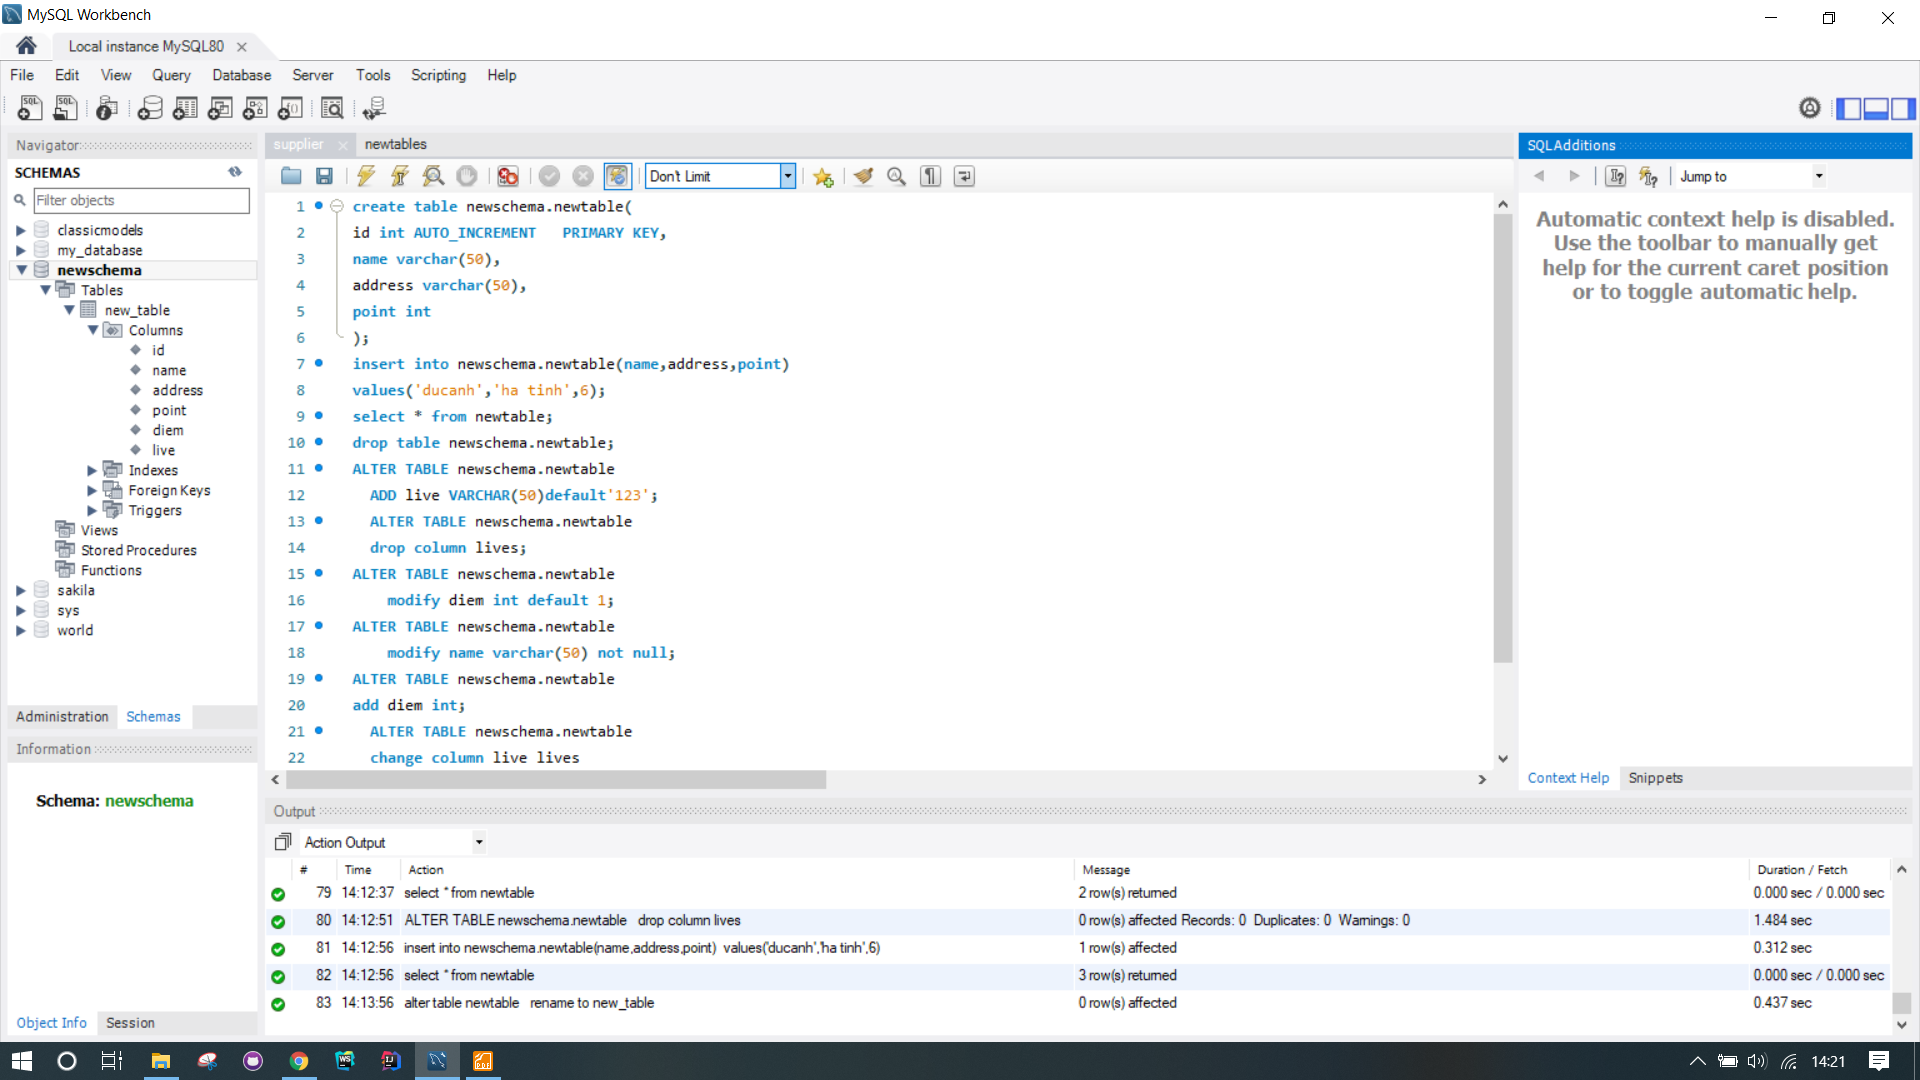 MySQL Workbench
Local instance MySQL80
File Edit View Query Database Server Tools Scripting Help
Navigator
SCHEMAS
Filter objects
classicmodels
my_database
newschema
Tables
new_table
Columns
id
name
address
point
diem
live
Indexes
Foreign Keys
Triggers
Views
Stored Procedures
Functions
sakila
sys
world
Administration Schemas
Information
Schema: newschema
Object Info Session
supplier newtables
Don't Limit
1 create table newschema.newtable(
2 id int AUTO_INCREMENT   PRIMARY KEY,
3 name varchar(50),
4 address varchar(50),
5 point int
6 );
7 insert into newschema.newtable(name,address,point)
8 values('ducanh','ha tinh',6);
9 select * from newtable;
10 drop table newschema.newtable;
11 ALTER TABLE newschema.newtable
12 ADD live VARCHAR(50)default'123';
13 ALTER TABLE newschema.newtable
14 drop column lives;
15 ALTER TABLE newschema.newtable
16 modify diem int default 1;
17 ALTER TABLE newschema.newtable
18 modify name varchar(50) not null;
19 ALTER TABLE newschema.newtable
20 add diem int;
21 ALTER TABLE newschema.newtable
22 change column live lives
SQLAdditions
Jump to
Automatic context help is disabled.
Use the toolbar to manually get
help for the current caret position
or to toggle automatic help.
Context Help Snippets
Output
Action Output
# Time Action Message Duration / Fetch
79 14:12:37 select * from newtable 2 row(s) returned 0.000 sec / 0.000 sec
80 14:12:51 ALTER TABLE newschema.newtable   drop column lives 0 row(s) affected Records: 0  Duplicates: 0  Warnings: 0 1.484 sec
81 14:12:56 insert into newschema.newtable(name,address,point)  values('ducanh','ha tinh',6) 1 row(s) affected 0.312 sec
82 14:12:56 select * from newtable 3 row(s) returned 0.000 sec / 0.000 sec
83 14:13:56 alter table newtable   rename to new_table 0 row(s) affected 0.437 sec
14:21